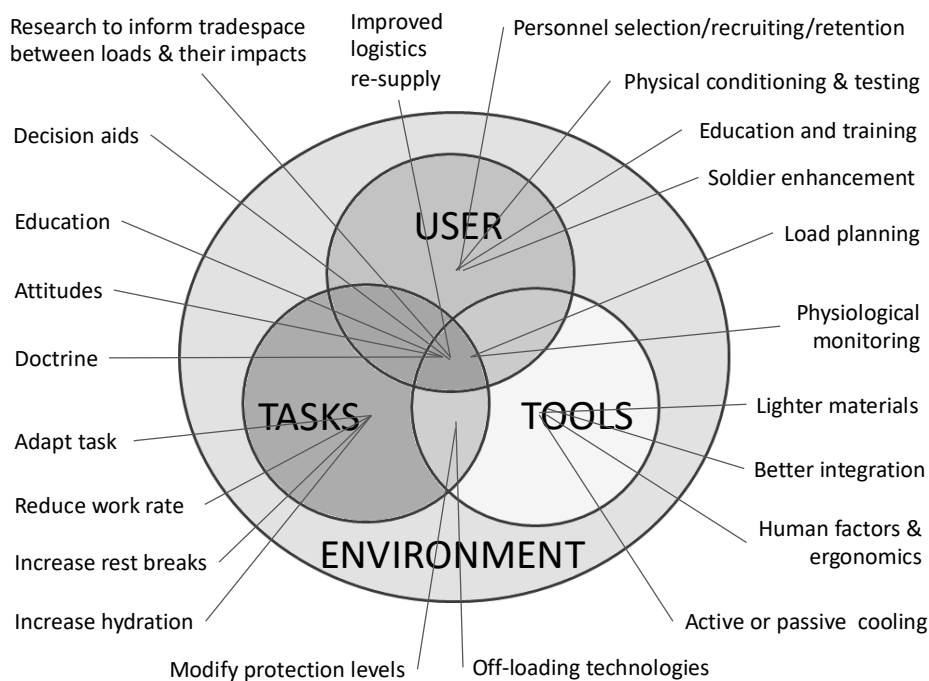 Research to inform tradespace
between loads & their impacts
Improved
logistics
re-supply
Personnel selection/recruiting/retention
Physical conditioning & testing
Decision aids
Education and training
Soldier enhancement
Education
USER
Load planning
Attitudes
Physiological
monitoring
Doctrine
TASKS
TOOLS
Lighter materials
Adapt task
Better integration
Reduce work rate
Human factors &
ergonomics
ENVIRONMENT
Increase rest breaks
Increase hydration
Active or passive cooling
Modify protection levels
Off-loading technologies